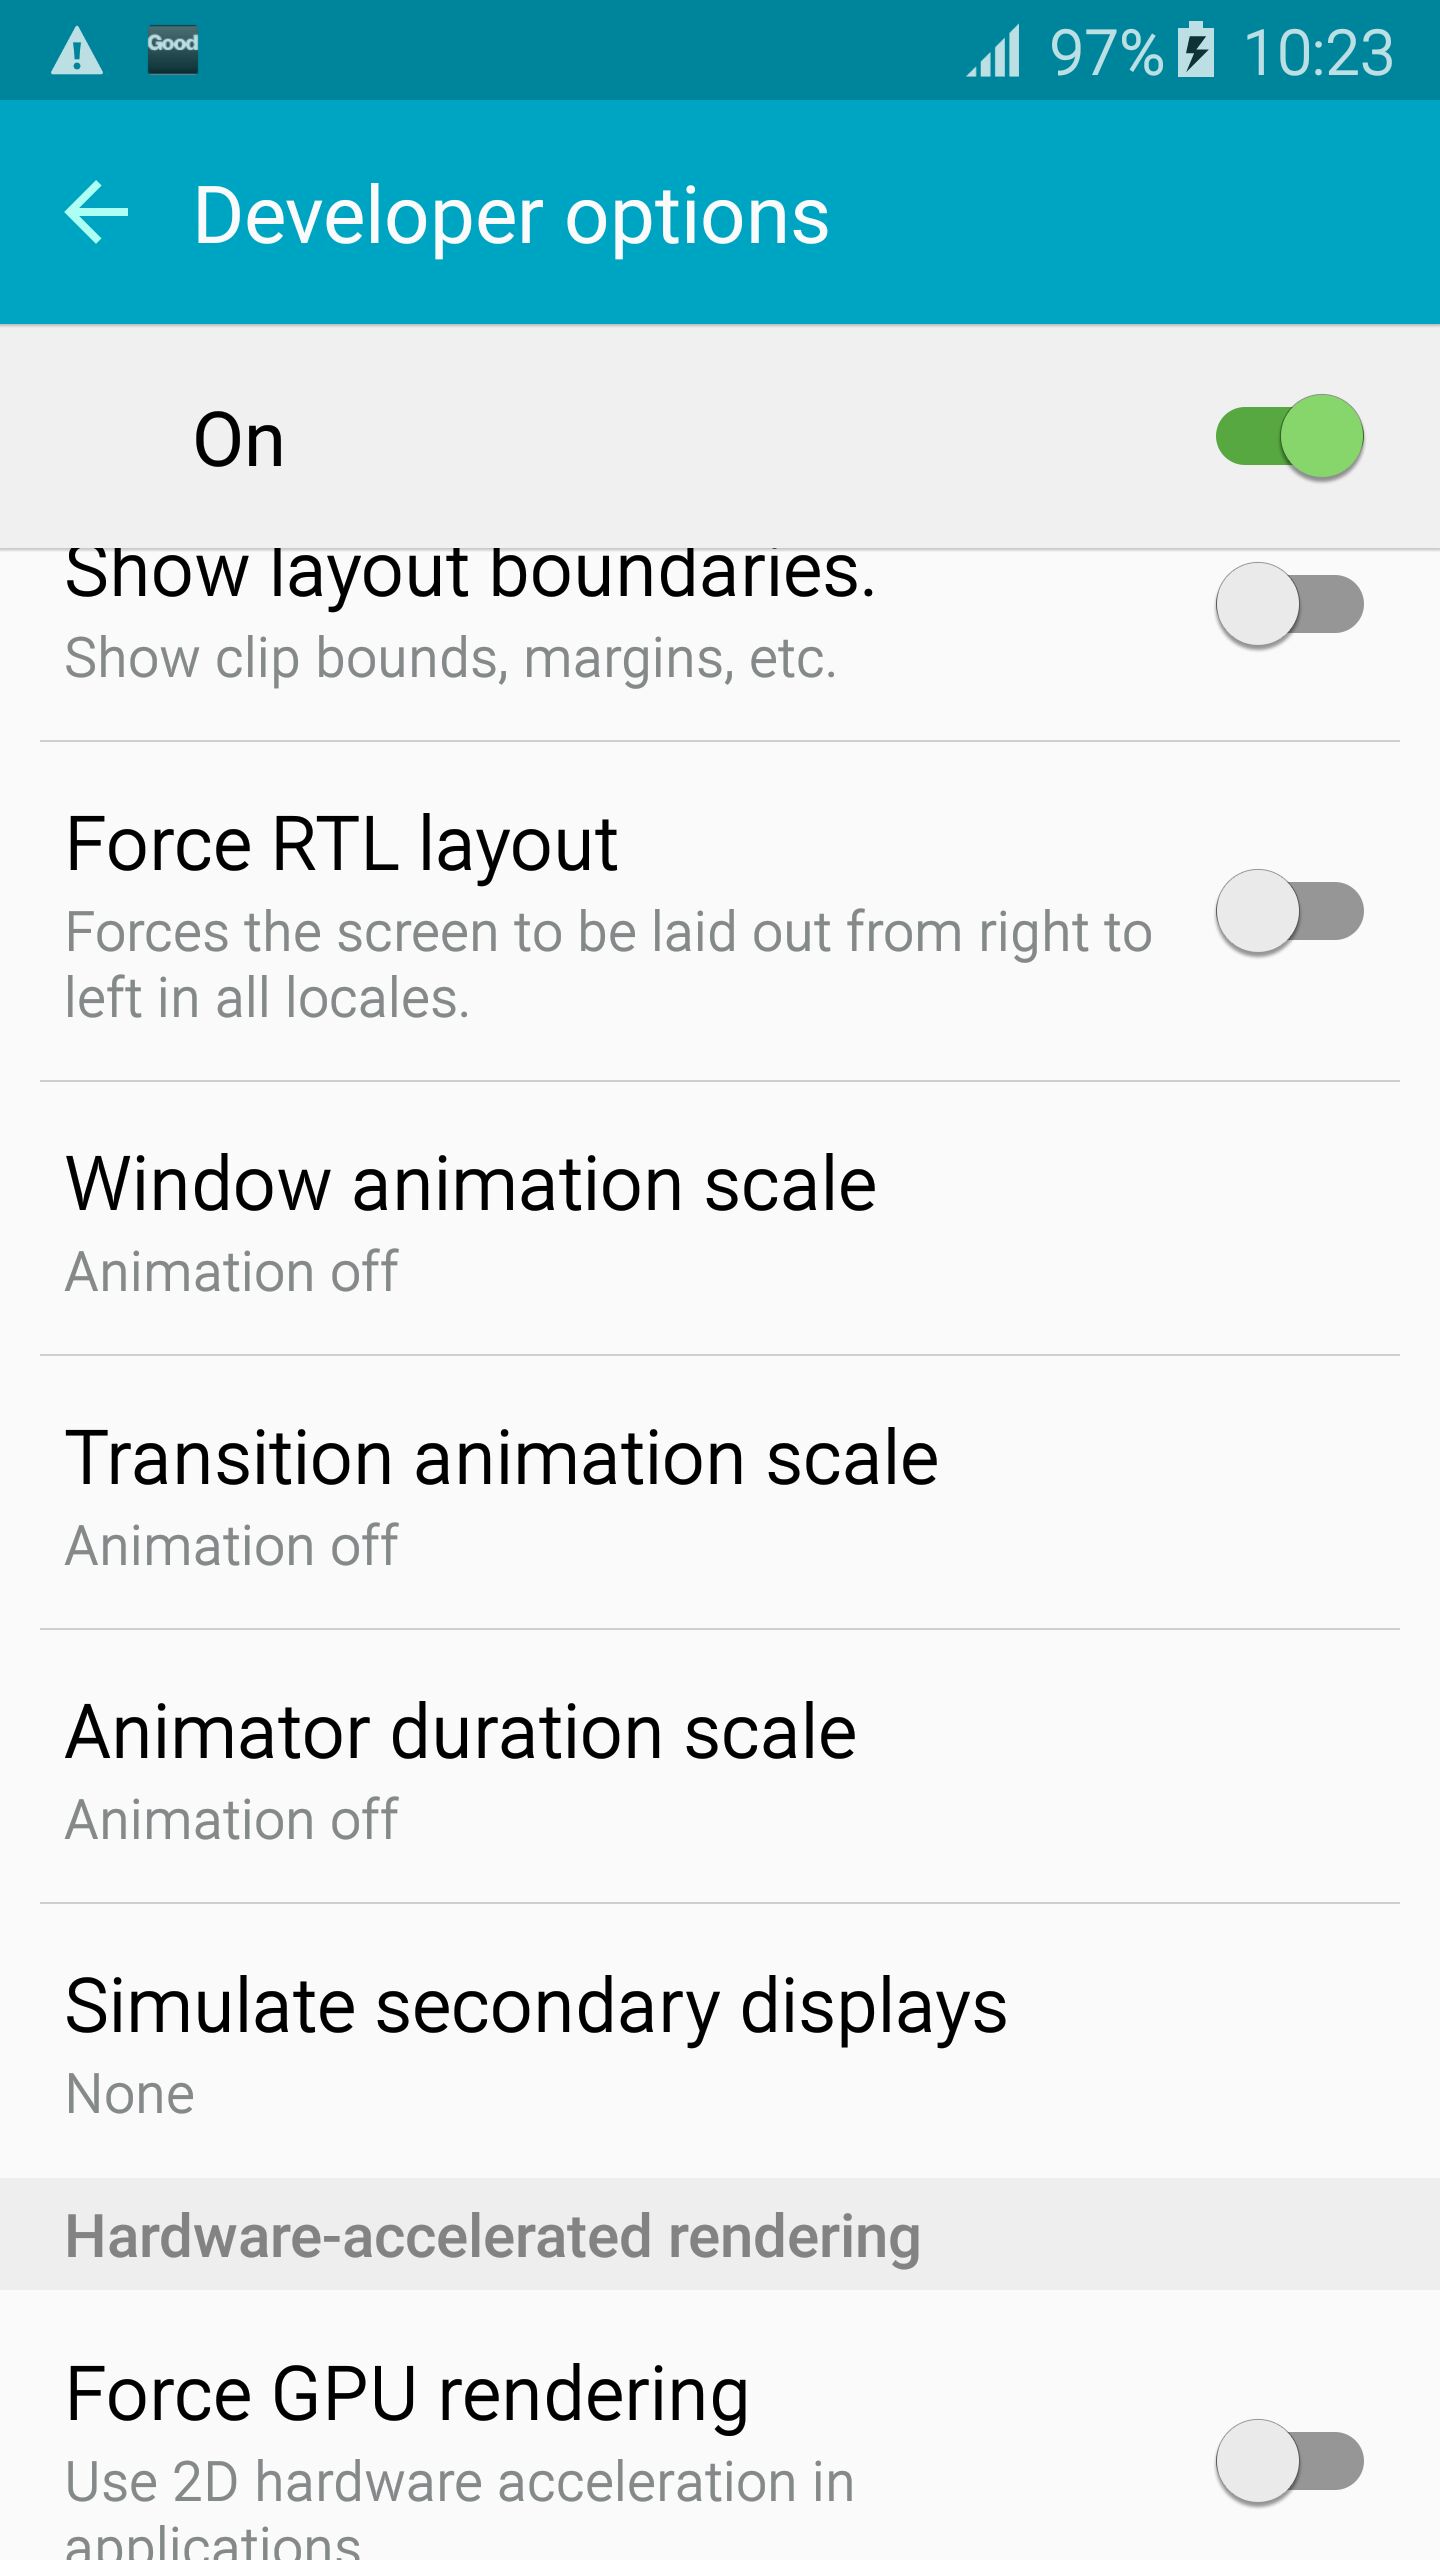 Good 97% 10:23
Developer options
On
Show layout boundaries.
Show clip bounds, margins, etc.
Force RTL layout
Forces the screen to be laid out from right to
left in all locales.
Window animation scale
Animation off
Transition animation scale
Animation off
Animator duration scale
Animation off
Simulate secondary displays
None
Hardware-accelerated rendering
Force GPU rendering
Use 2D hardware acceleration in
applications